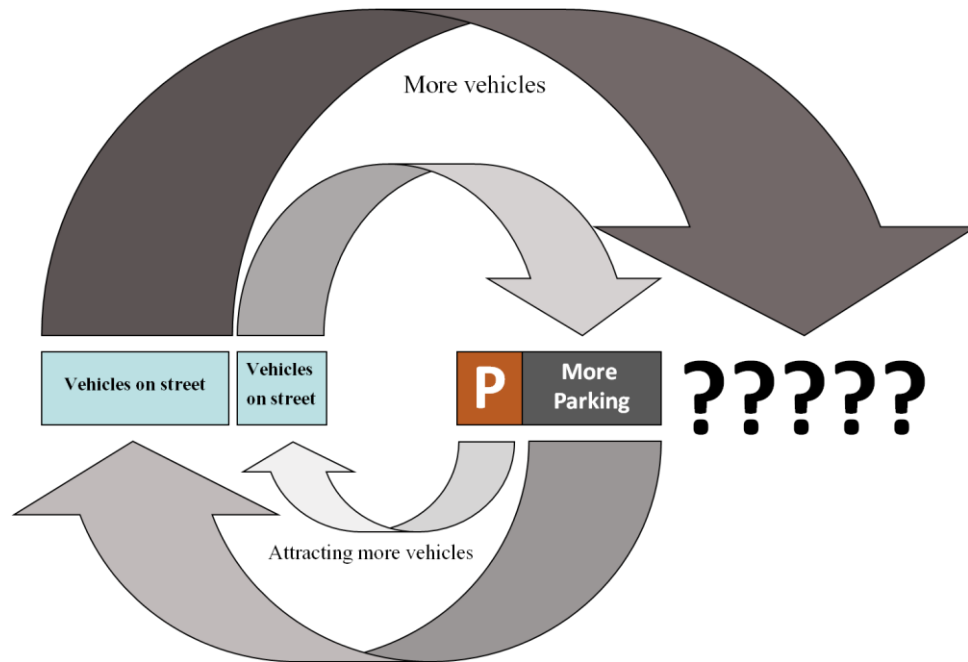 More vehicles
Vehicles on street
Vehicles
on street
P
More
Parking
?????
Attracting more vehicles